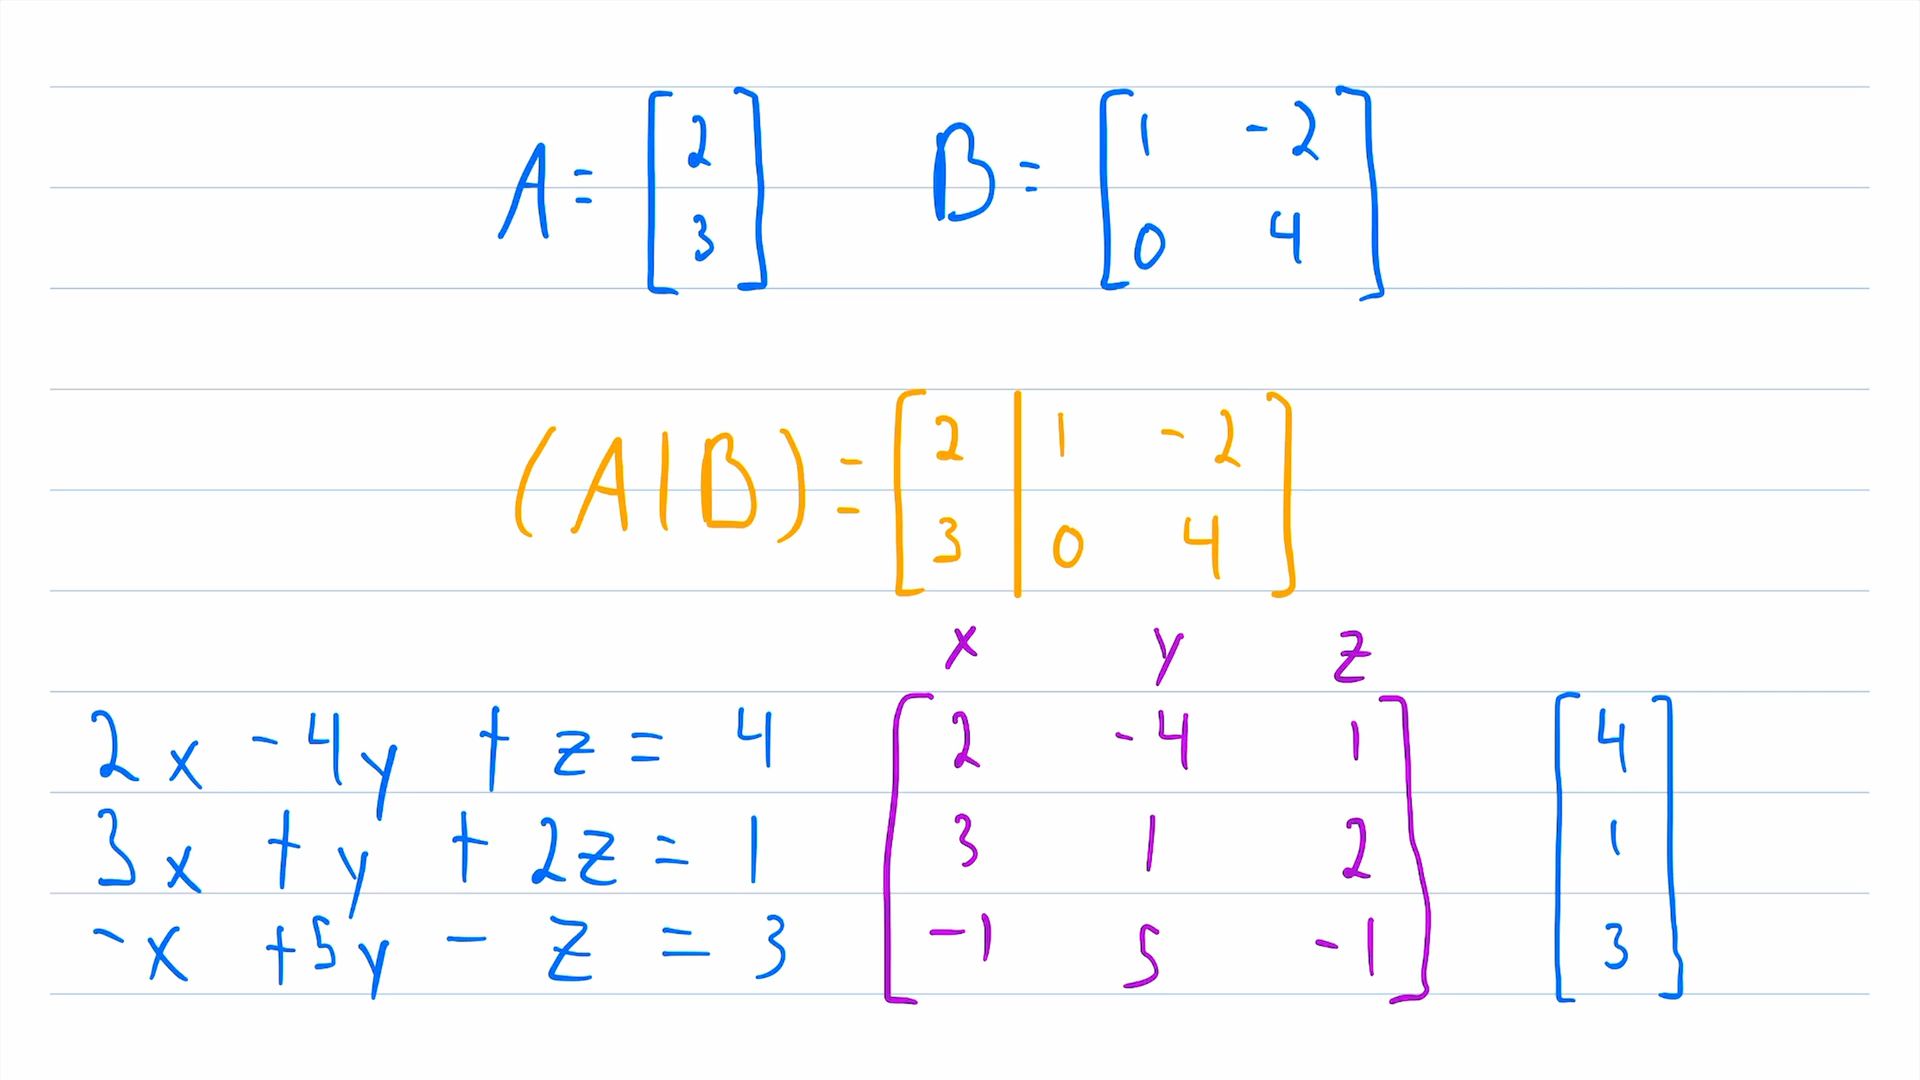 A = [ 2 3 ] B = [ 1 -2 0 4 ]
(A|B) = [ 2 | 1 -2 3 | 0 4 ]
x y z
2x - 4y + z = 4 [ 2 -4 1 ] [ 4 ]
3x + y + 2z = 1 [ 3 1 2 ] [ 1 ]
-x + 5y - z = 3 [ -1 5 -1 ] [ 3 ]